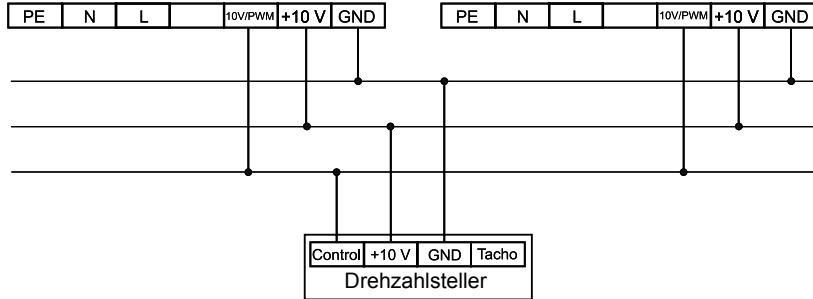 PE N L 10V/PWM +10 V GND PE N L 10V/PWM +10 V GND
Control +10 V GND Tacho
Drehzahlsteller